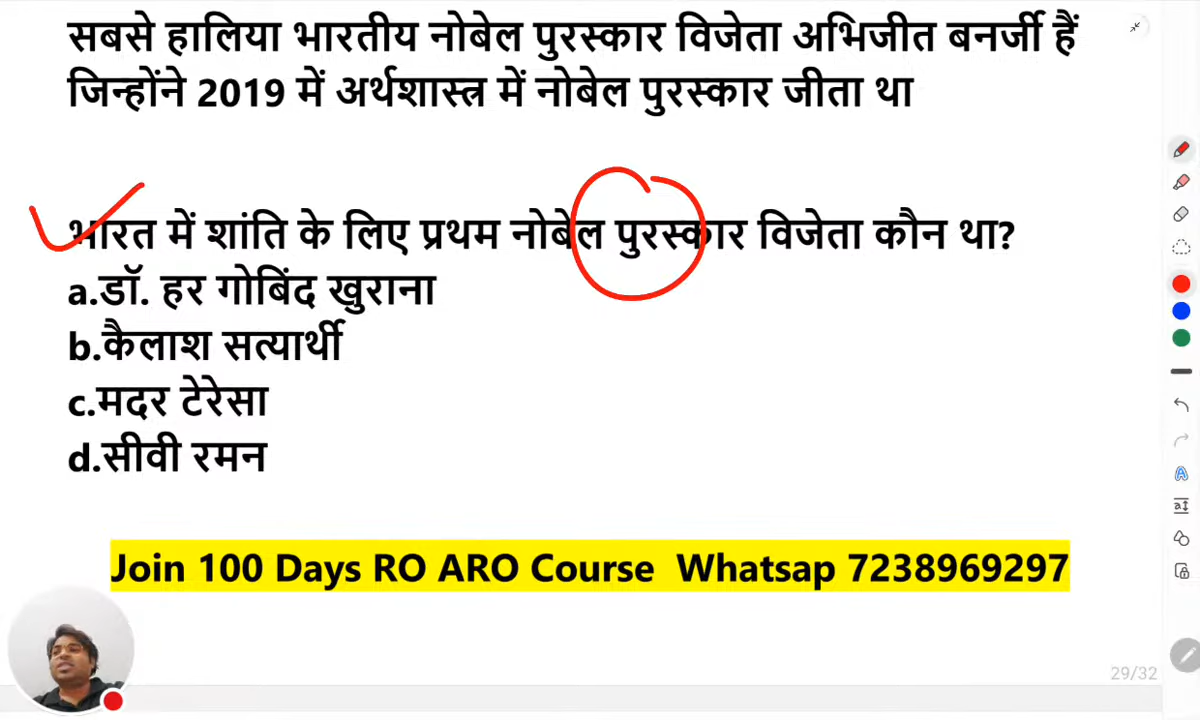 सबसे हालिया भारतीय नोबेल पुरस्कार विजेता अभिजीत बनर्जी हैं
जिन्होंने 2019 में अर्थशास्त्र में नोबेल पुरस्कार जीता था
भारत में शांति के लिए प्रथम नोबेल पुरस्कार विजेता कौन था?
a.डॉ. हर गोबिंद खुराना
b.कैलाश सत्यार्थी
c.मदर टेरेसा
d.सीवी रमन
Join 100 Days RO ARO Course Whatsap 7238969297
29/32